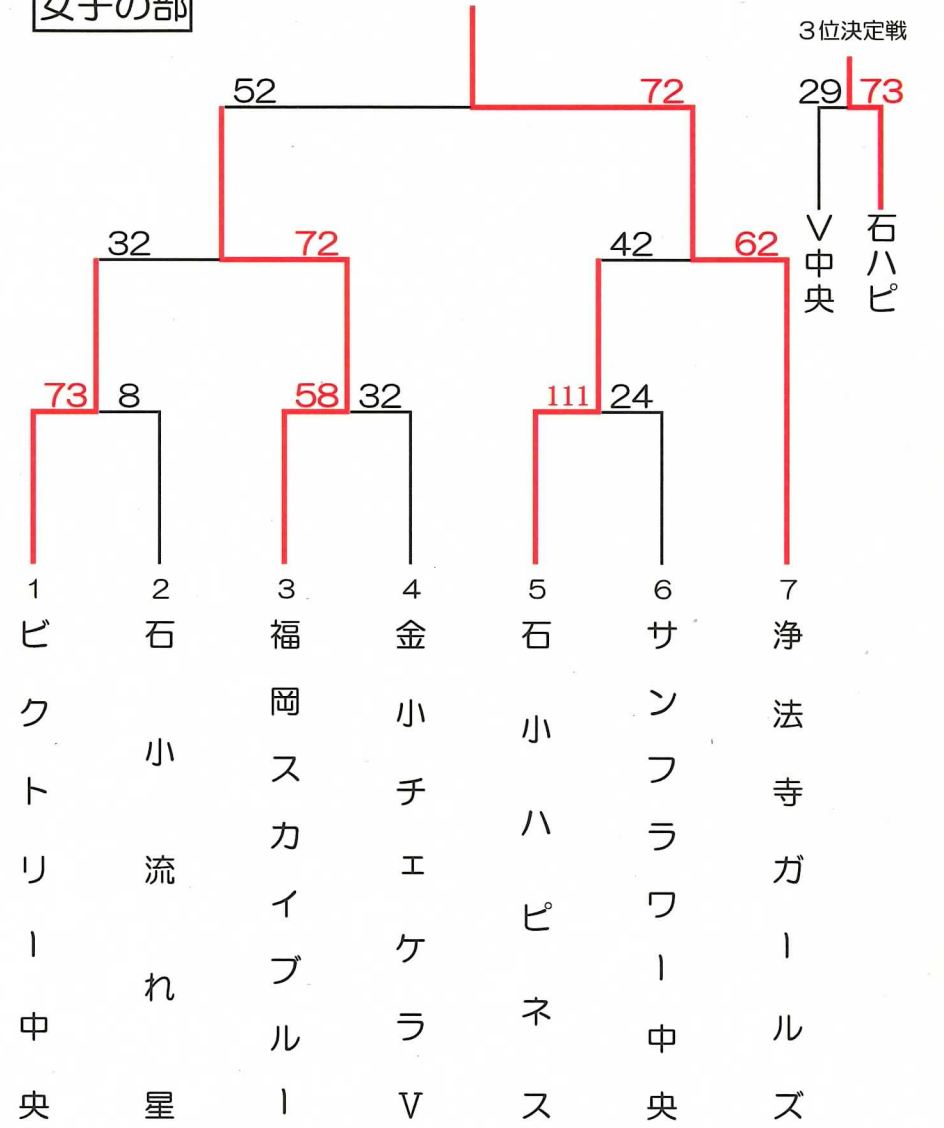 女子の部
3位決定戦
52
72
29
73
V中央
石ハピ
32
72
42
62
73
8
58
32
111
24
1
2
3
4
5
6
7
ビクトリー中央
石小流れ星
福岡スカイブルー
金小チェケラV
石小ハピネス
サンフラワー中央
浄法寺ガールズ